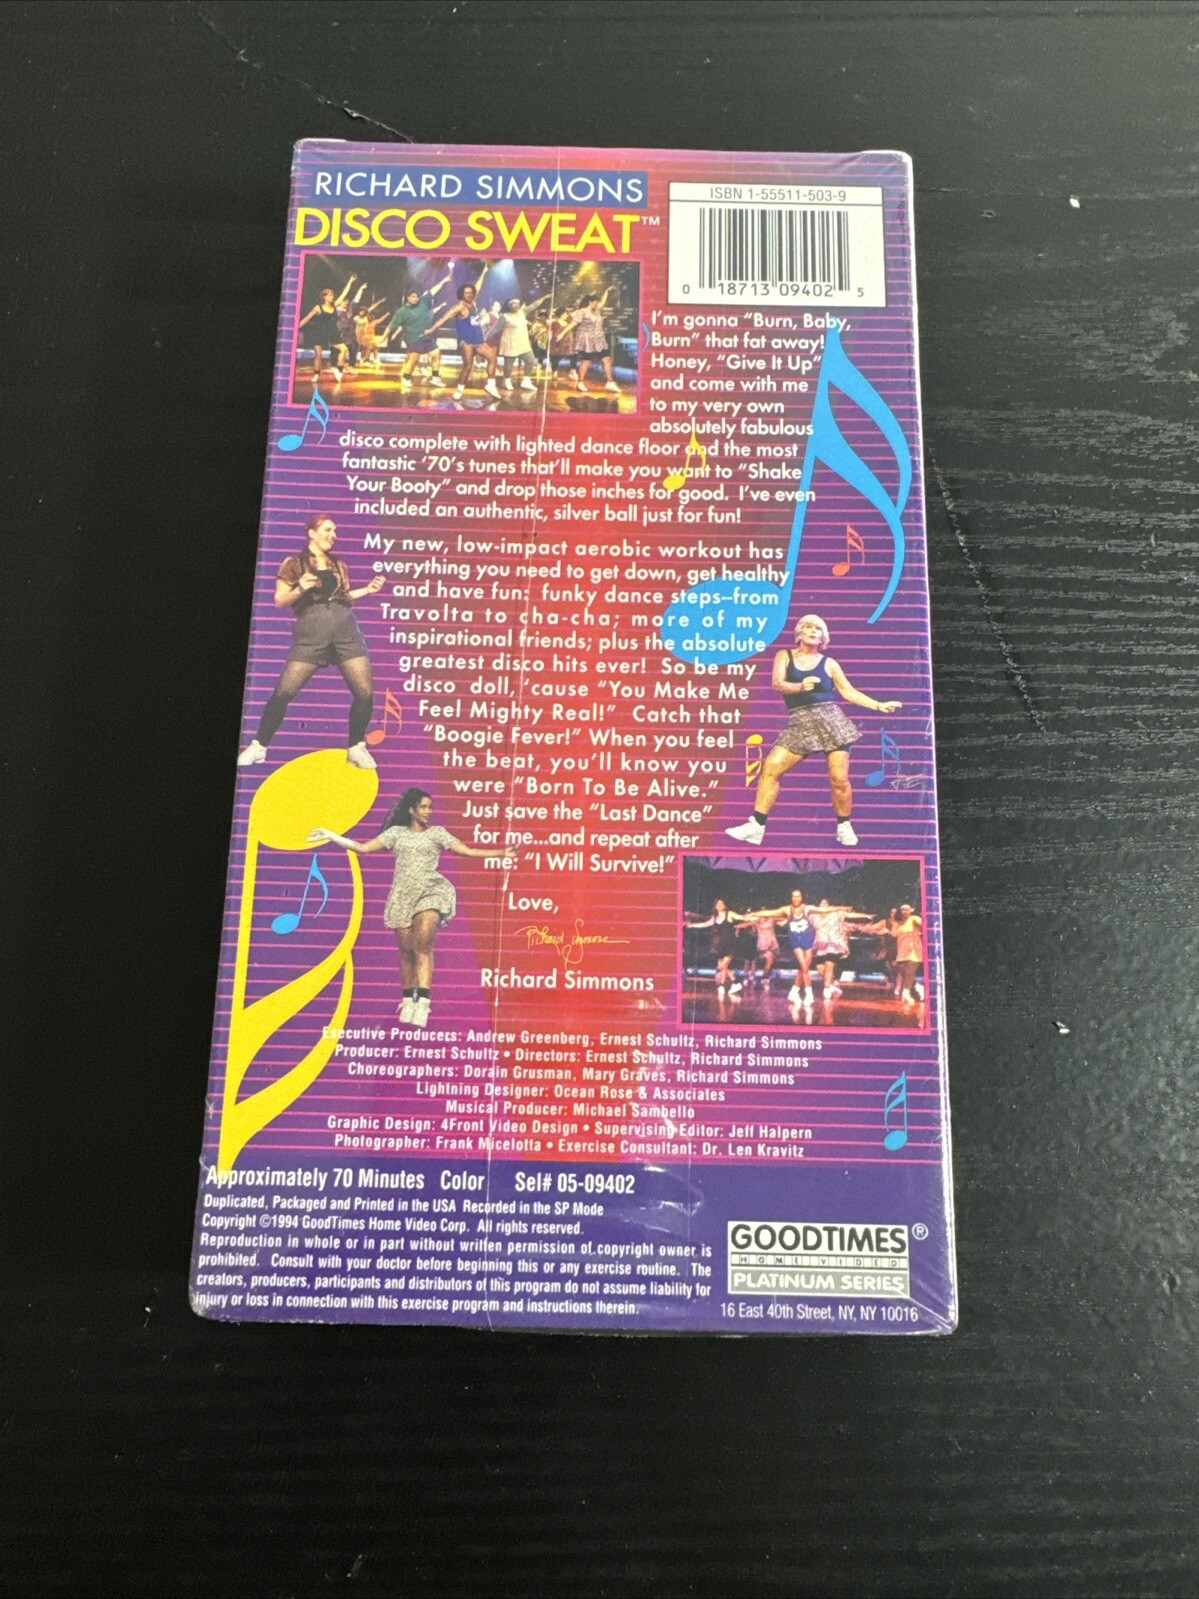 RICHARD SIMMONS
DISCO SWEAT™
ISBN 1-55511-503-9
0 18713 09402 5
I'm gonna "Burn, Baby,
Burn" that fat away!
Honey, "Give It Up"
and come with me
to my very own
absolutely fabulous
disco complete with lighted dance floor and the most
fantastic '70's tunes that'll make you want to "Shake
Your Booty" and drop those inches for good. I've even
included an authentic, silver ball just for fun!
My new, low-impact aerobic workout has
everything you need to get down, get healthy
and have fun: funky dance steps–from
Travolta to cha-cha; more of my
inspirational friends; plus the absolute
greatest disco hits ever! So be my
disco doll, 'cause "You Make Me
Feel Mighty Real!" Catch that
"Boogie Fever!" When you feel
the beat, you'll know you
were "Born To Be Alive."
Just save the "Last Dance"
for me...and repeat after
me: "I Will Survive!"
Love,
Richard Simmons
Richard Simmons
Executive Producers: Andrew Greenberg, Ernest Schultz, Richard Simmons
Producer: Ernest Schultz • Directors: Ernest Schultz, Richard Simmons
Choreographers: Dorain Grusman, Mary Graves, Richard Simmons
Lightning Designer: Ocean Rose & Associates
Musical Producer: Michael Sambello
Graphic Design: 4Front Video Design • Supervising Editor: Jeff Halpern
Photographer: Frank Micelotta • Exercise Consultant: Dr. Len Kravitz
Approximately 70 Minutes Color Sel# 05-09402
Duplicated, Packaged and Printed in the USA Recorded in the SP Mode
Copyright ©1994 GoodTimes Home Video Corp. All rights reserved.
Reproduction in whole or in part without written permission of copyright owner is
prohibited. Consult with your doctor before beginning this or any exercise routine. The
creators, producers, participants and distributors of this program do not assume liability for
injury or loss in connection with this exercise program and instructions therein.
GOODTIMES®
HOME VIDEO
PLATINUM SERIES
16 East 40th Street, NY, NY 10016